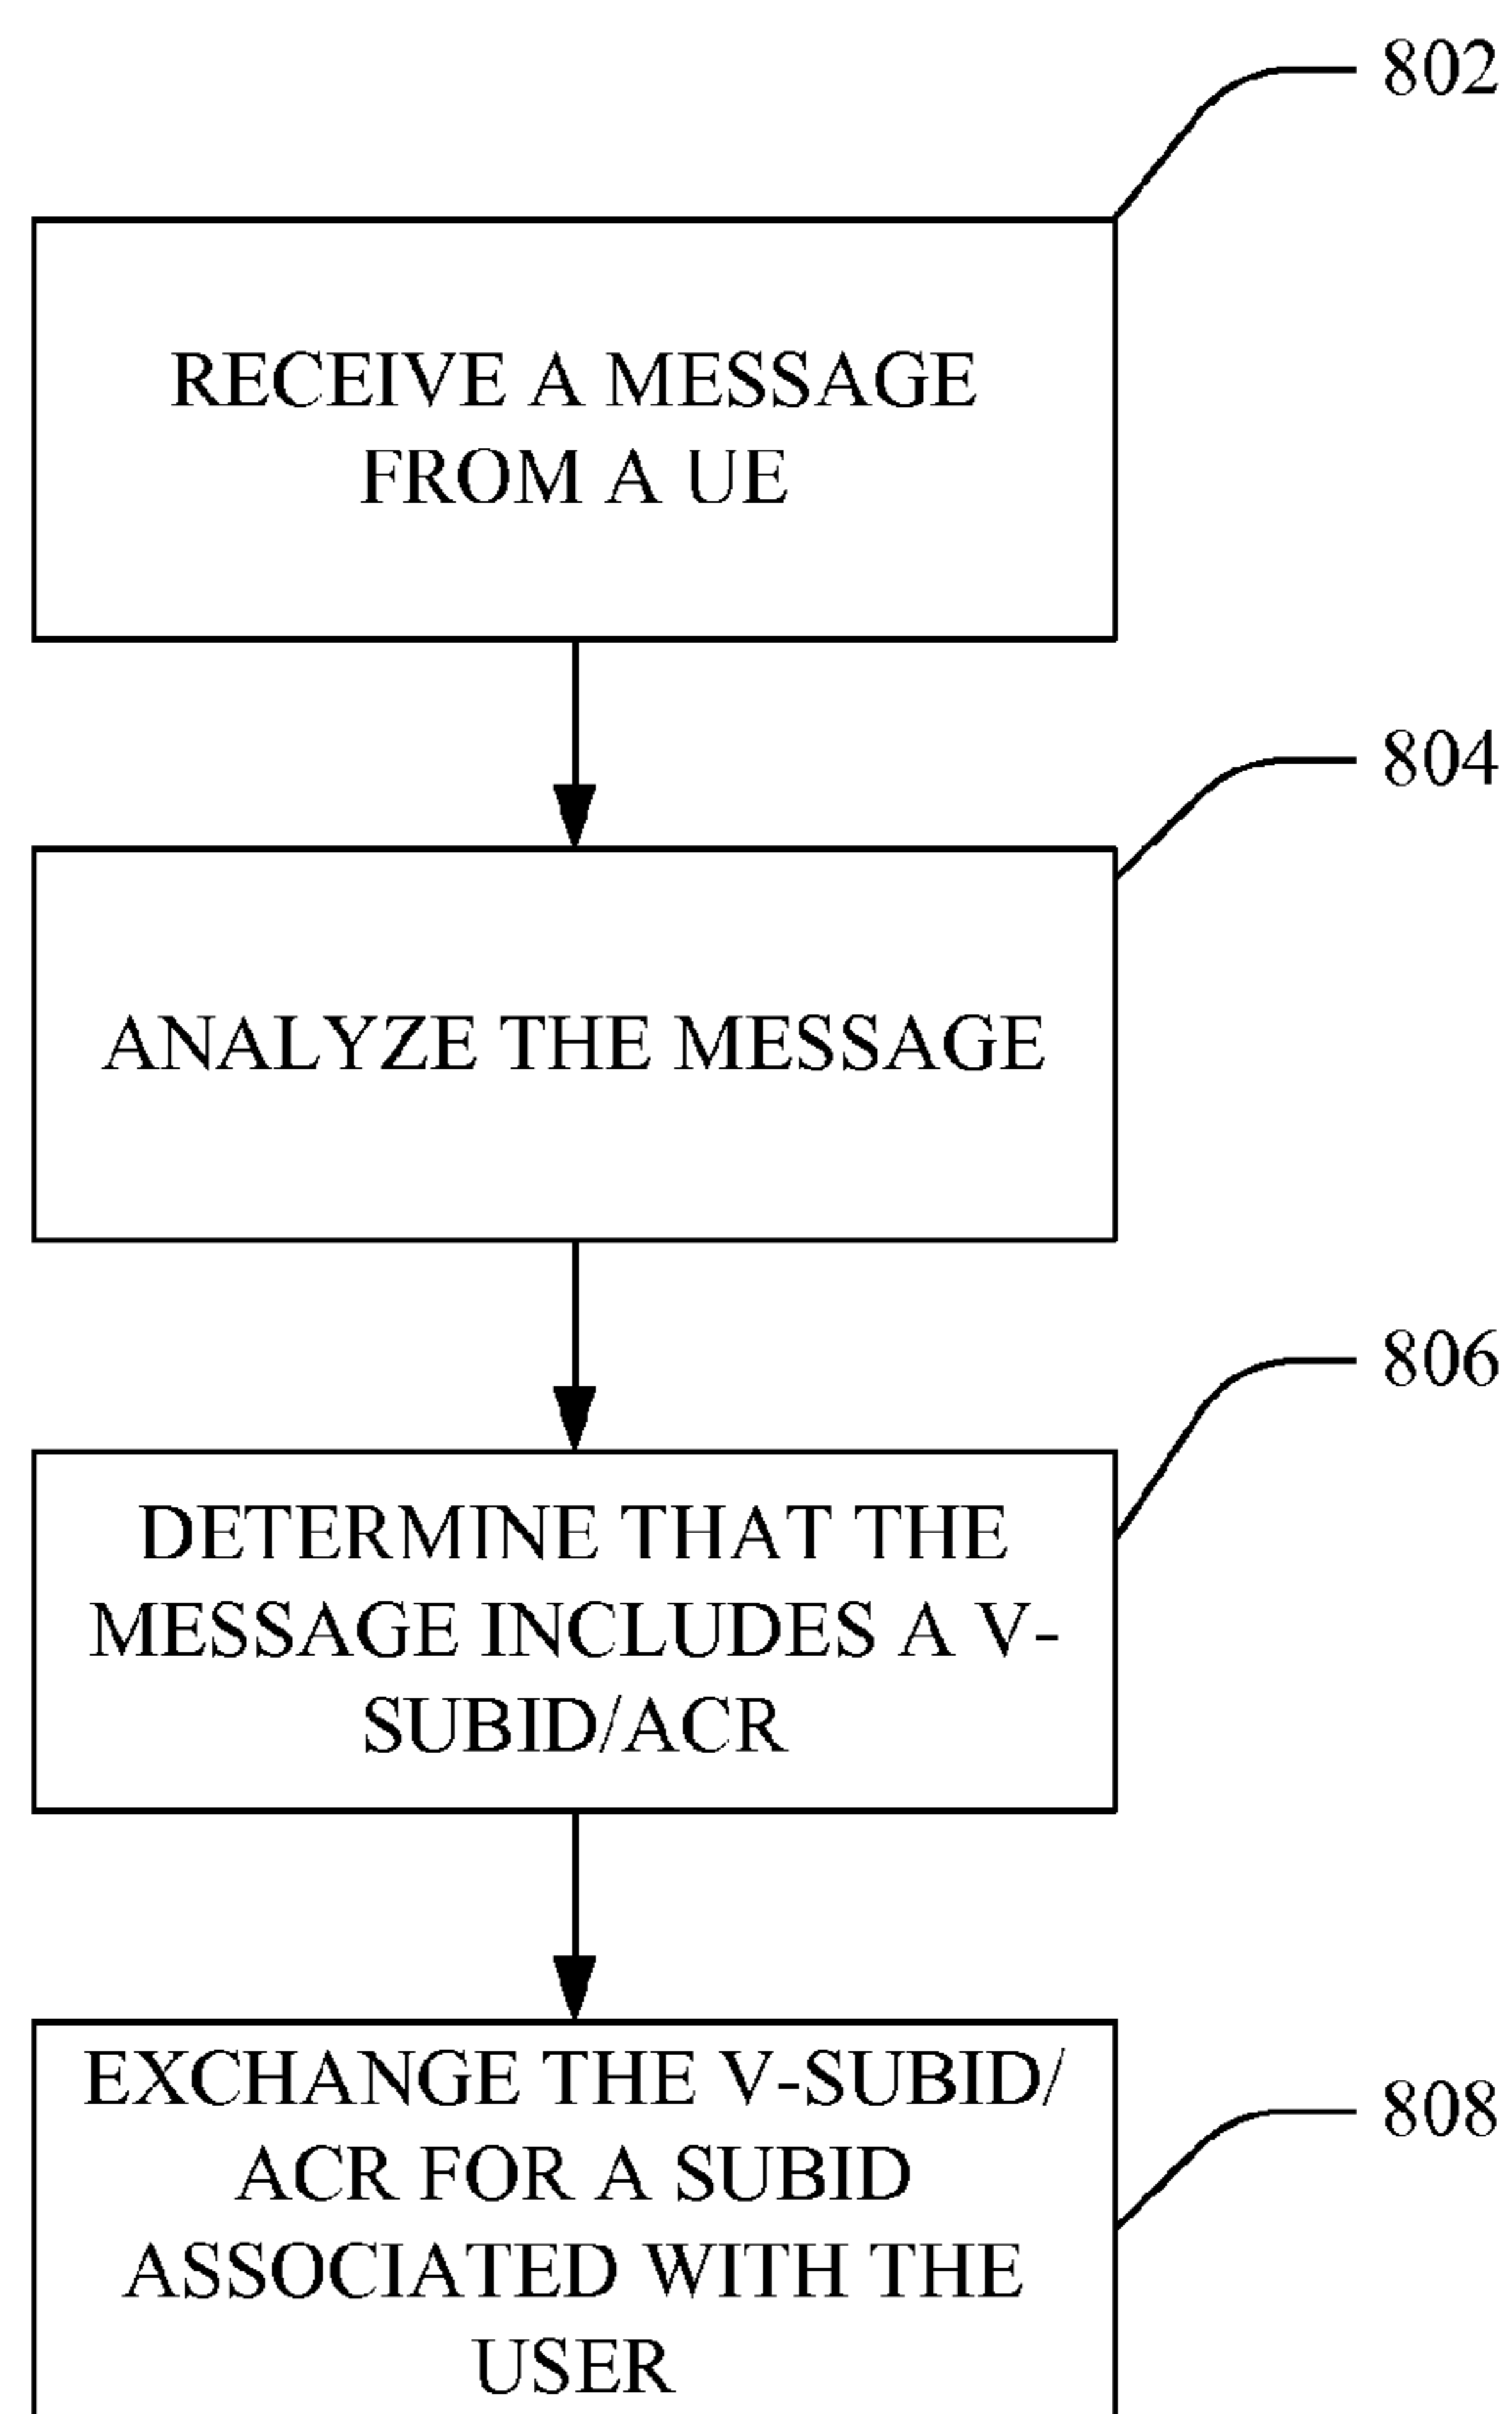 802
RECEIVE A MESSAGE
FROM A UE
804
ANALYZE THE MESSAGE
806
DETERMINE THAT THE
MESSAGE INCLUDES A V-
SUBID/ACR
EXCHANGE THE V-SUBID/
808
ACR FOR A SUBID
ASSOCIATED WITH THE
USER